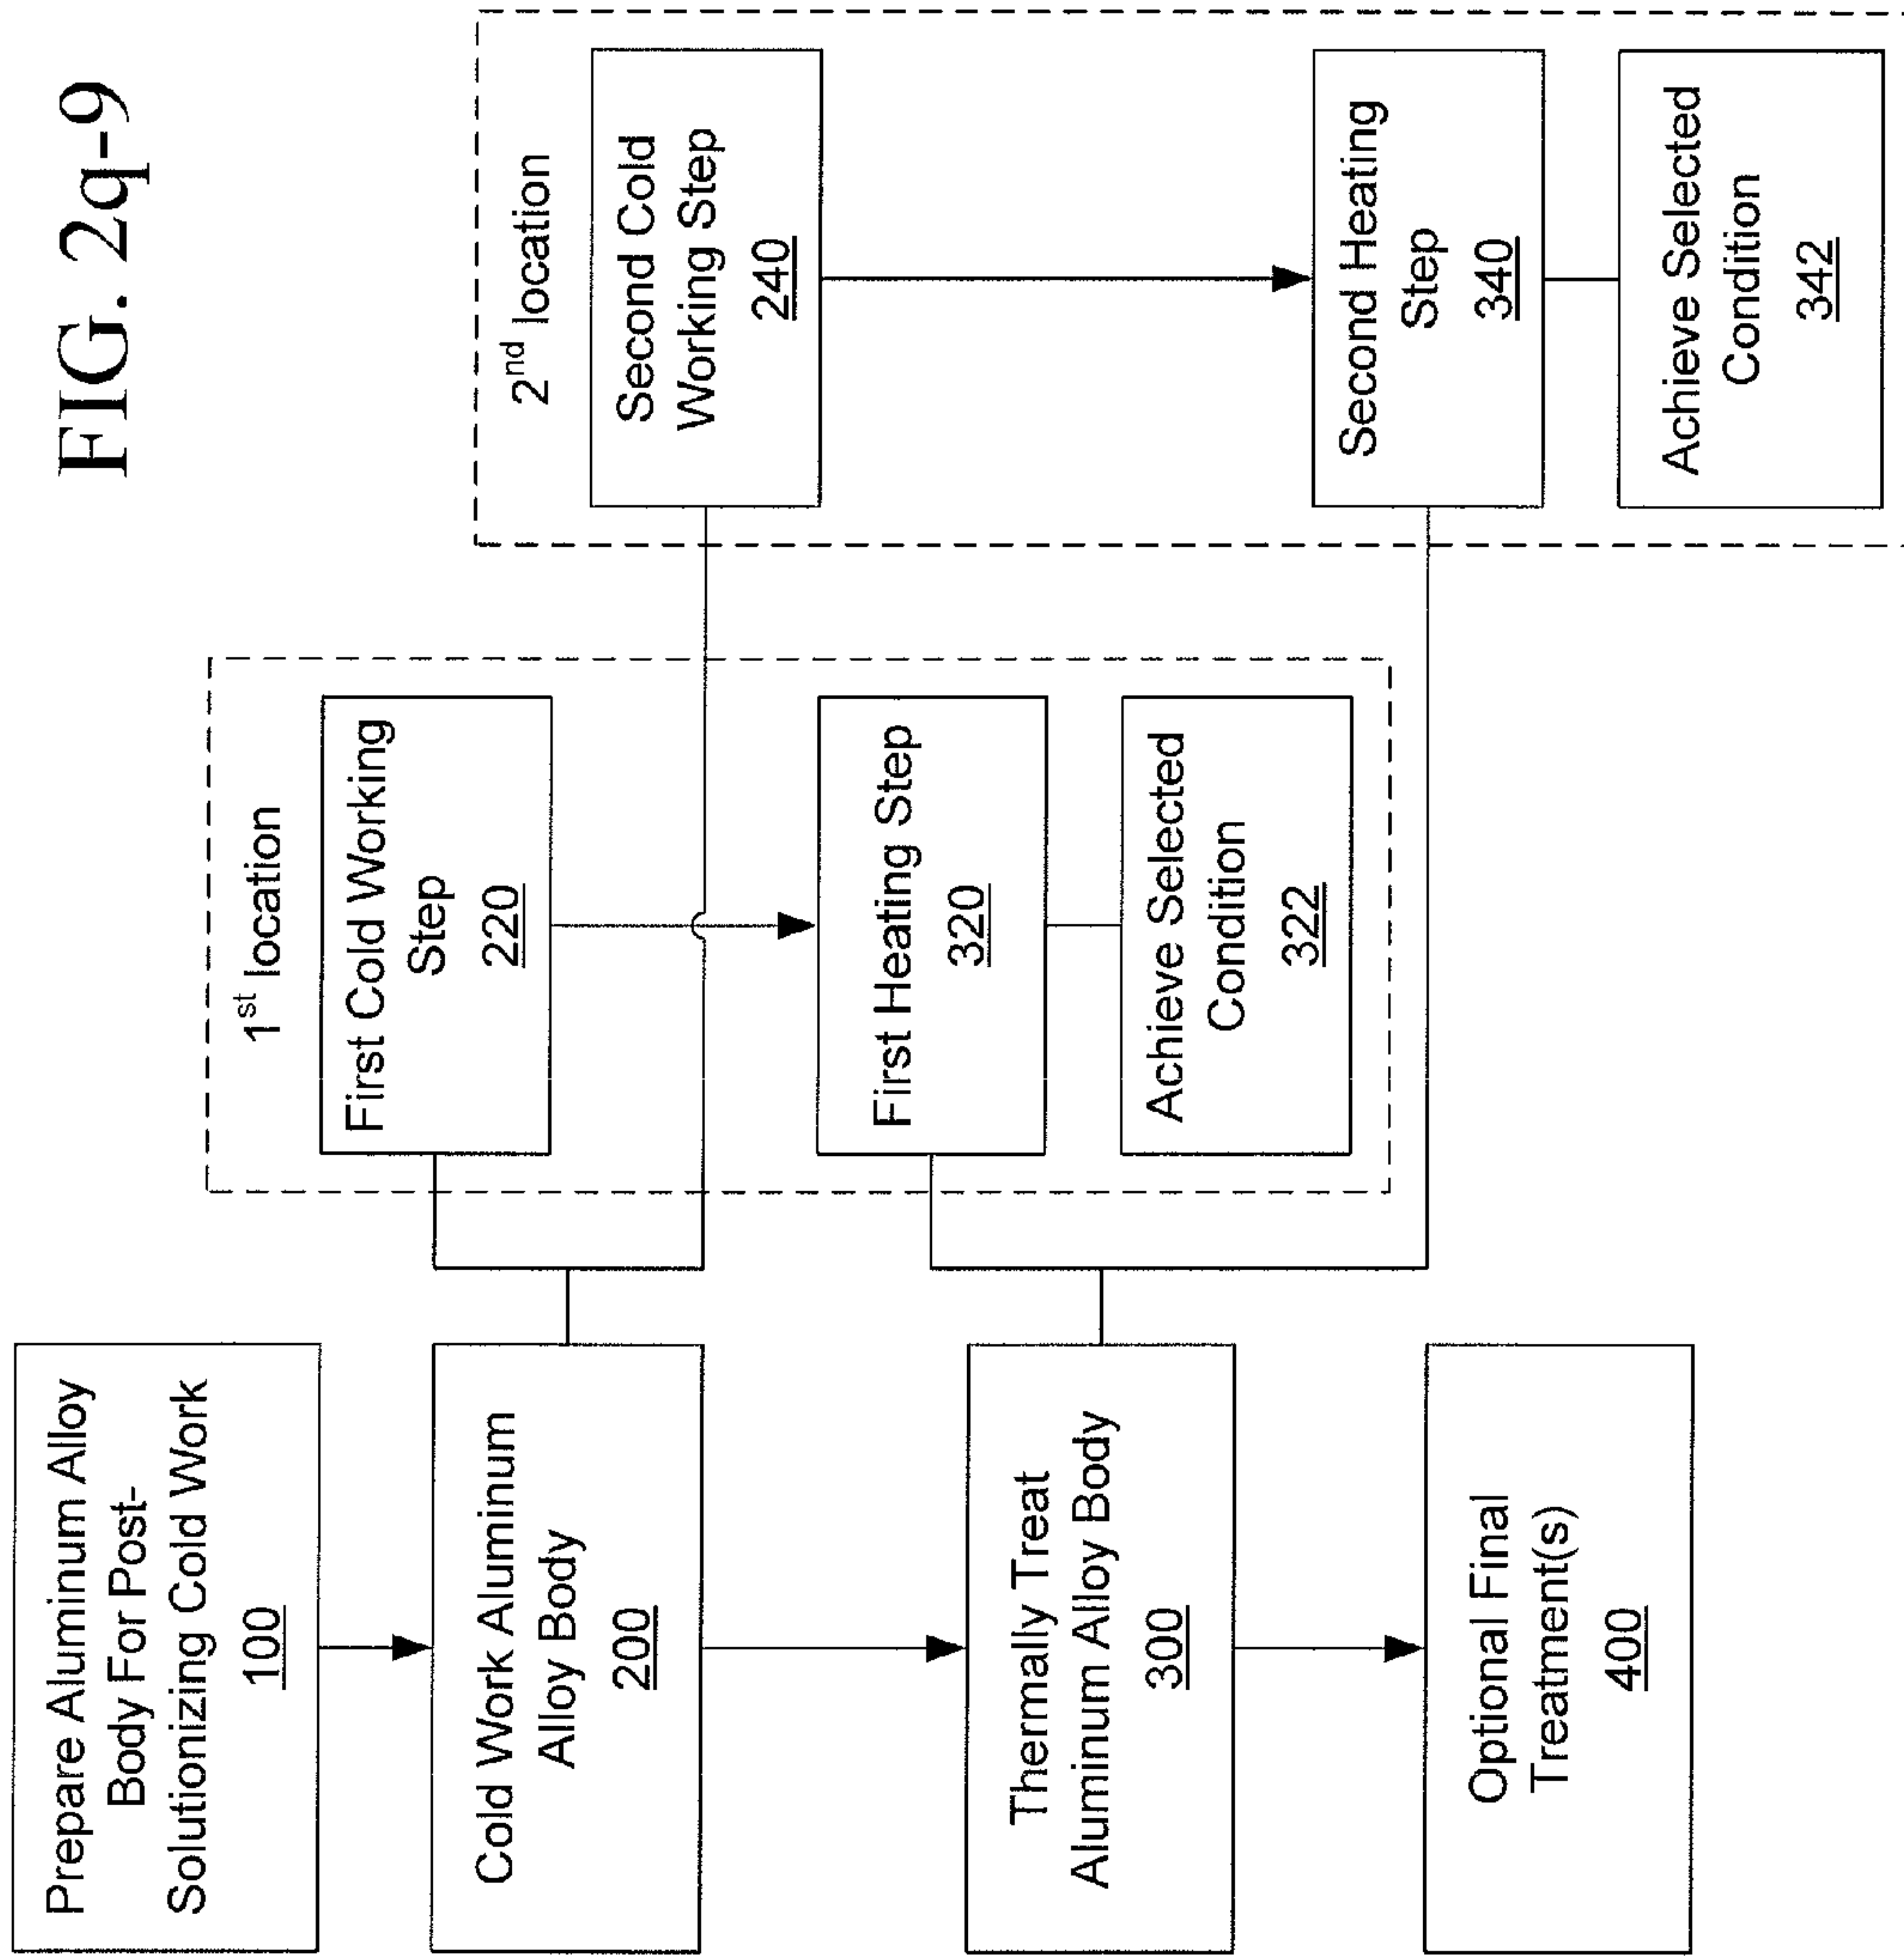 FIG. 2q-9
Prepare Aluminum Alloy
Body For Post-
Solutionizing Cold Work
100
Cold Work Aluminum
Alloy Body
200
Thermally Treat
Aluminum Alloy Body
300
Optional Final
Treatment(s)
400
1st location
First Cold Working
Step
220
First Heating Step
320
Achieve Selected
Condition
322
2nd location
Second Cold
Working Step
240
Second Heating
Step
340
Achieve Selected
Condition
342